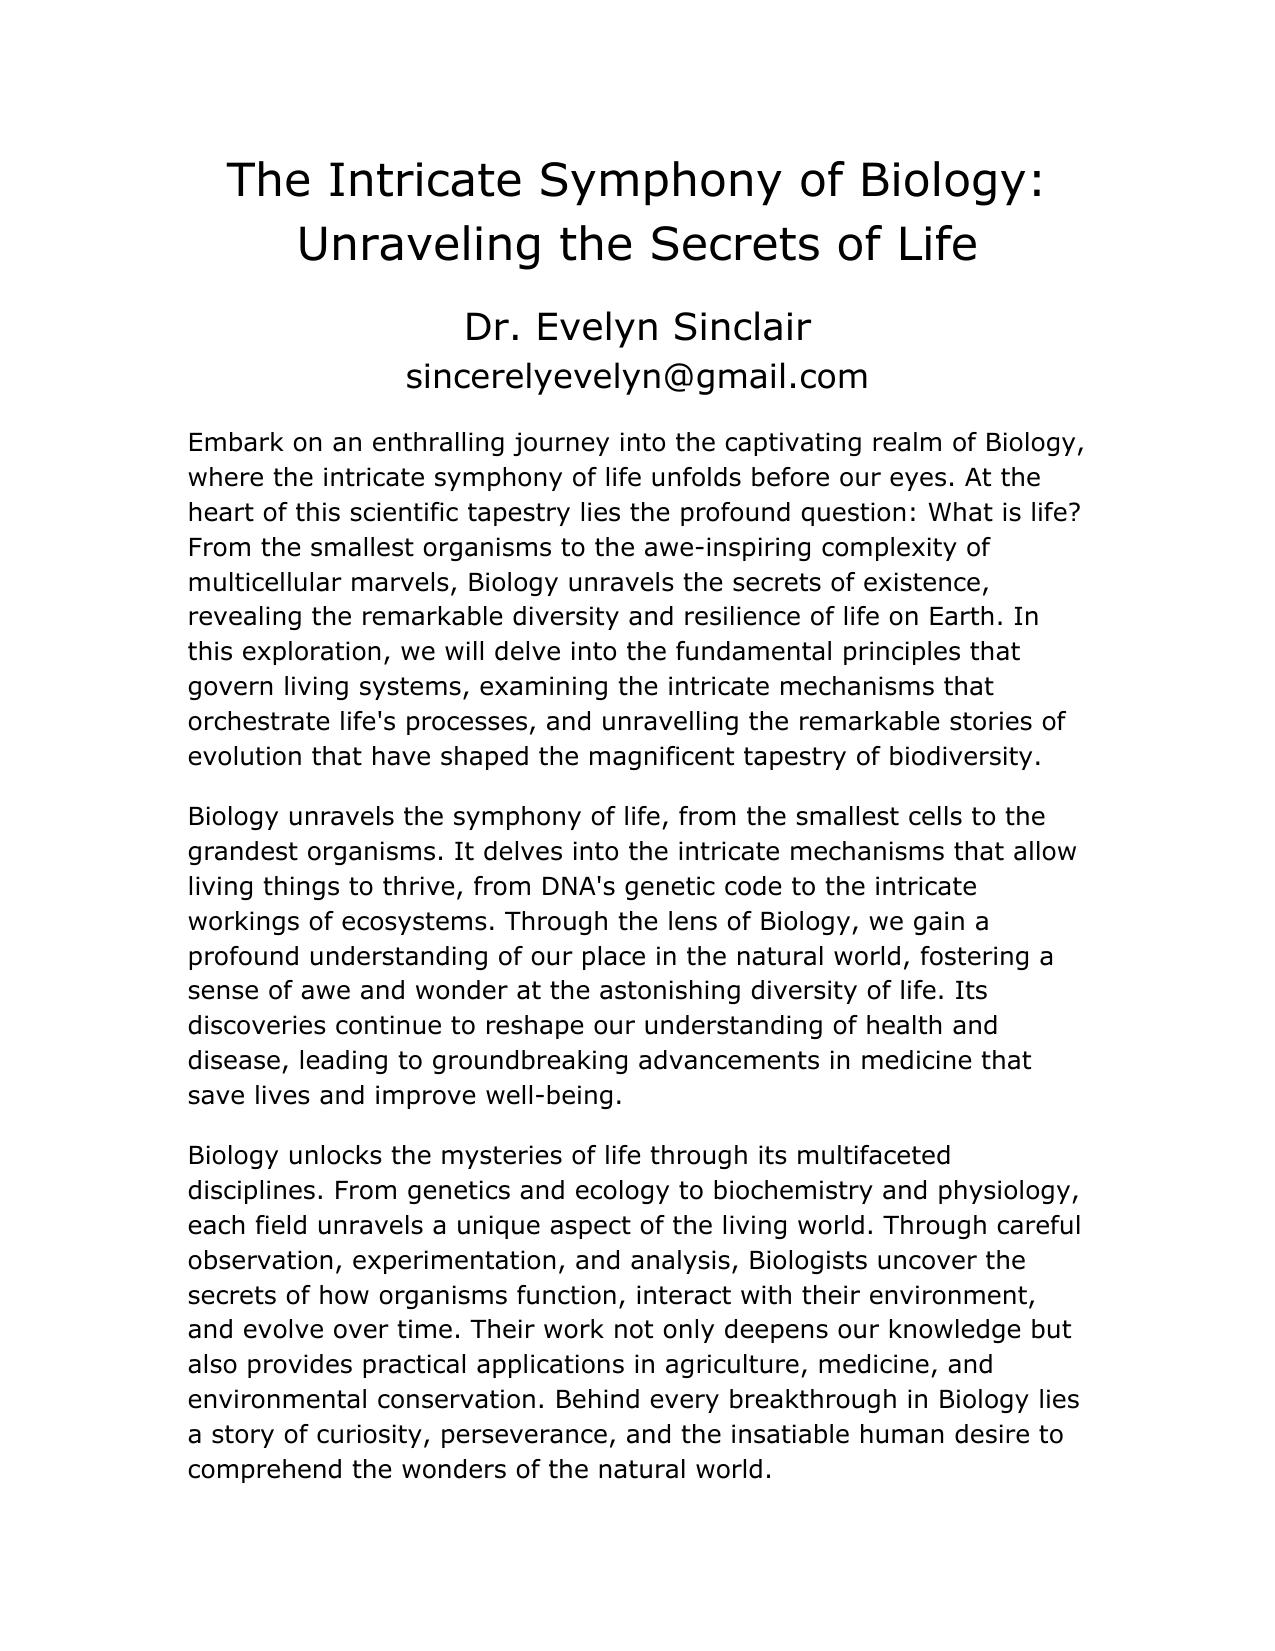 The Intricate Symphony of Biology:
Unraveling the Secrets of Life
Dr. Evelyn Sinclair
sincerelyevelyn@gmail.com
Embark on an enthralling journey into the captivating realm of Biology,
where the intricate symphony of life unfolds before our eyes. At the
heart of this scientific tapestry lies the profound question: What is life?
From the smallest organisms to the awe-inspiring complexity of
multicellular marvels, Biology unravels the secrets of existence,
revealing the remarkable diversity and resilience of life on Earth. In
this exploration, we will delve into the fundamental principles that
govern living systems, examining the intricate mechanisms that
orchestrate life's processes, and unravelling the remarkable stories of
evolution that have shaped the magnificent tapestry of biodiversity.
Biology unravels the symphony of life, from the smallest cells to the
grandest organisms. It delves into the intricate mechanisms that allow
living things to thrive, from DNA's genetic code to the intricate
workings of ecosystems. Through the lens of Biology, we gain a
profound understanding of our place in the natural world, fostering a
sense of awe and wonder at the astonishing diversity of life. Its
discoveries continue to reshape our understanding of health and
disease, leading to groundbreaking advancements in medicine that
save lives and improve well-being.
Biology unlocks the mysteries of life through its multifaceted
disciplines. From genetics and ecology to biochemistry and physiology,
each field unravels a unique aspect of the living world. Through careful
observation, experimentation, and analysis, Biologists uncover the
secrets of how organisms function, interact with their environment,
and evolve over time. Their work not only deepens our knowledge but
also provides practical applications in agriculture, medicine, and
environmental conservation. Behind every breakthrough in Biology lies
a story of curiosity, perseverance, and the insatiable human desire to
comprehend the wonders of the natural world.